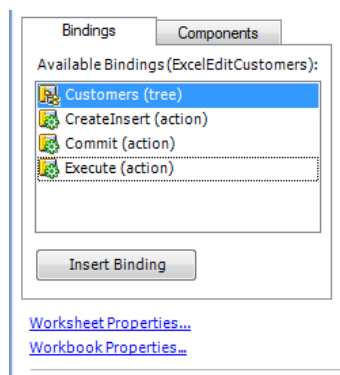 Bindings
Components
Available Bindings (ExcelEditCustomers):
Customers (tree)
CreateInsert (action)
Commit (action)
Execute (action)
Insert Binding
Worksheet Properties...
Workbook Properties...